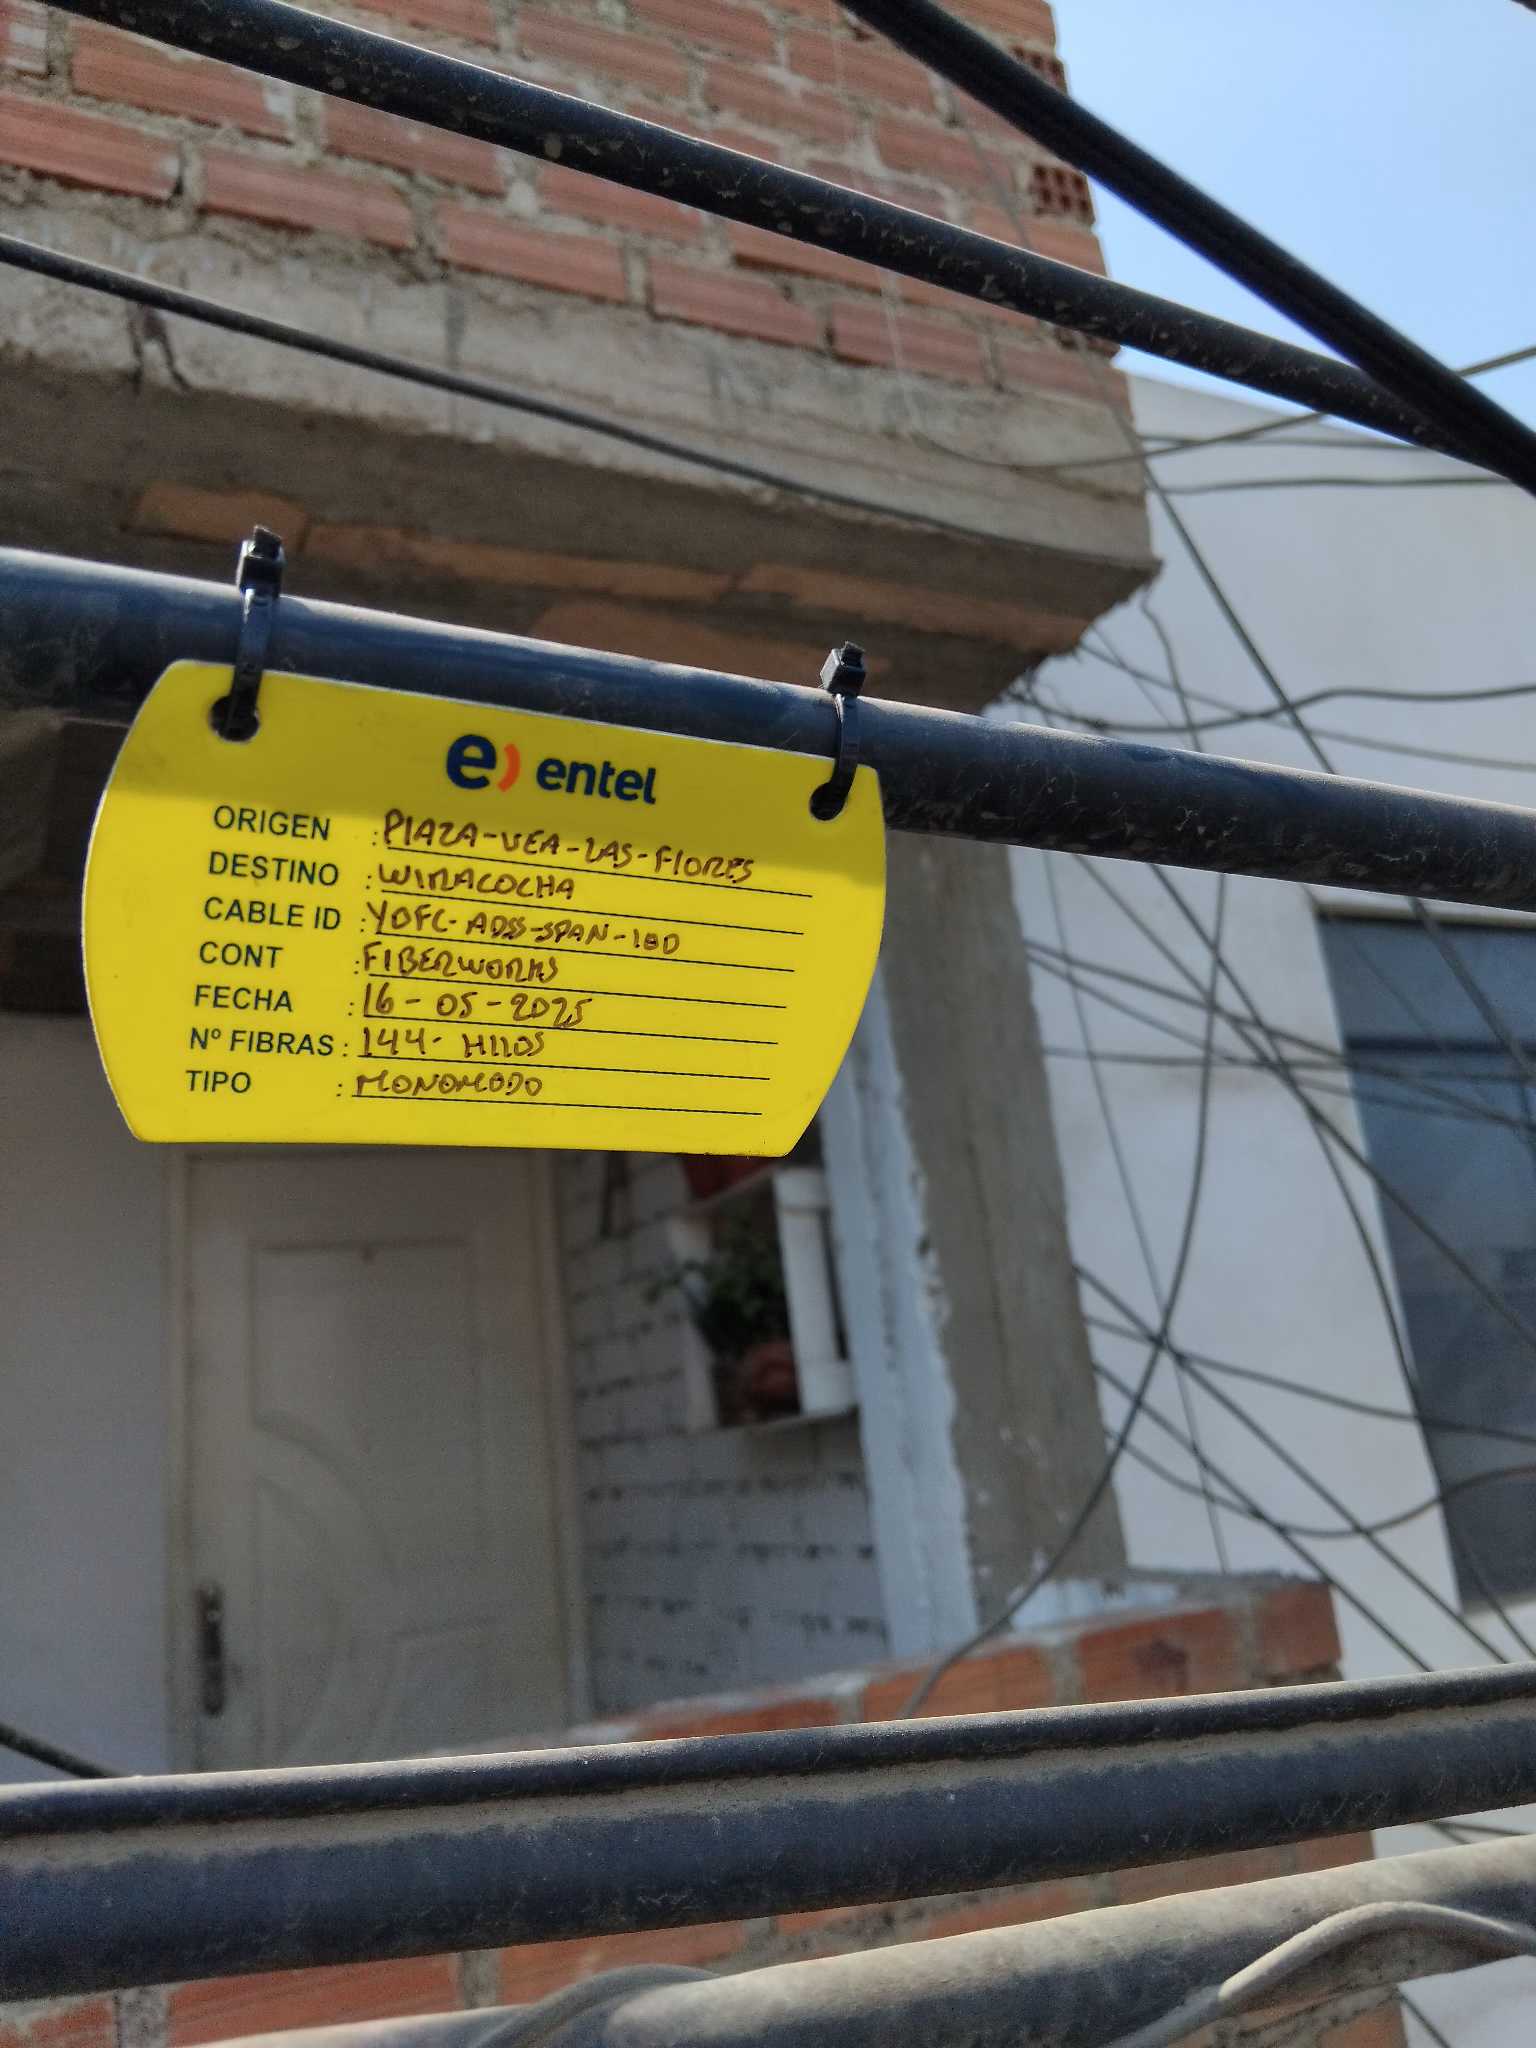 e) entel
ORIGEN : PLAZA-VEA-LAS-FLORES
DESTINO : WIRACOCHA
CABLE ID : YOFC-ADSS-SPAN-100
CONT : FIBERWORKS
FECHA : 16-05-2025
Nº FIBRAS : 144- HILOS
TIPO : MONOMODO